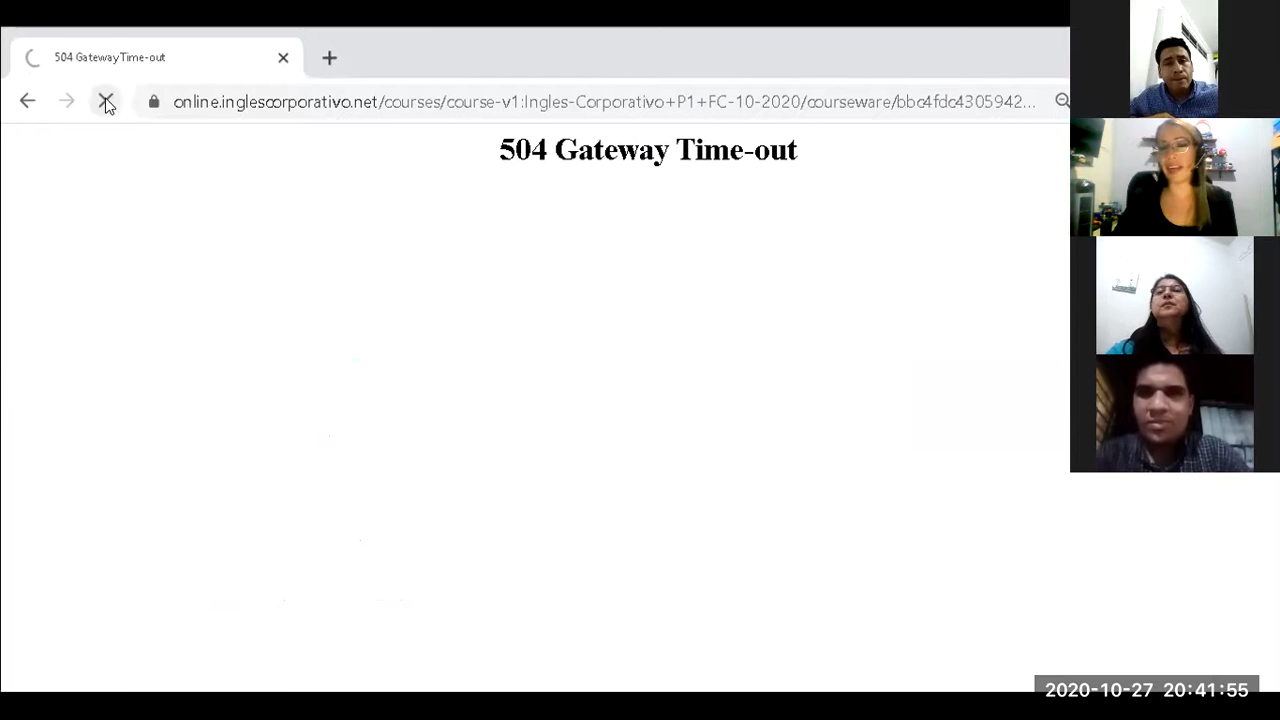 504 Gateway Time-out
online.inglescorporativo.net/courses/course-v1:Ingles-Corporativo+P1+FC-10-2020/courseware/bbc4fdc4305942...
504 Gateway Time-out
2020-10-27 20:41:55